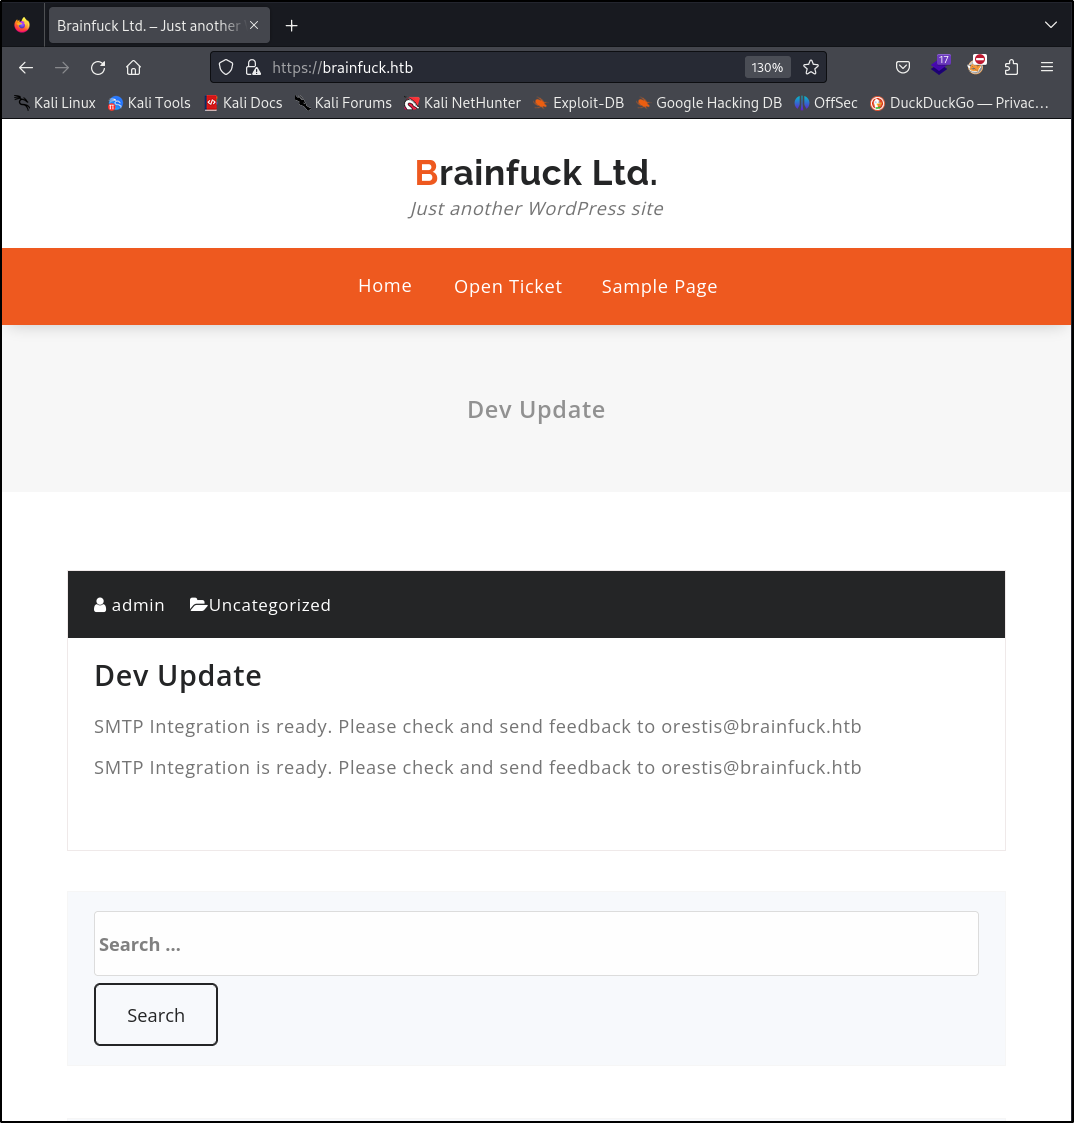 Brainfuck Ltd. – Just another
https://brainfuck.htb
130%
17
Kali Linux Kali Tools Kali Docs Kali Forums Kali NetHunter Exploit-DB Google Hacking DB OffSec DuckDuckGo — Privac…
Brainfuck Ltd.
Just another WordPress site
Home Open Ticket Sample Page
Dev Update
admin Uncategorized
Dev Update
SMTP Integration is ready. Please check and send feedback to orestis@brainfuck.htb
SMTP Integration is ready. Please check and send feedback to orestis@brainfuck.htb
Search ...
Search